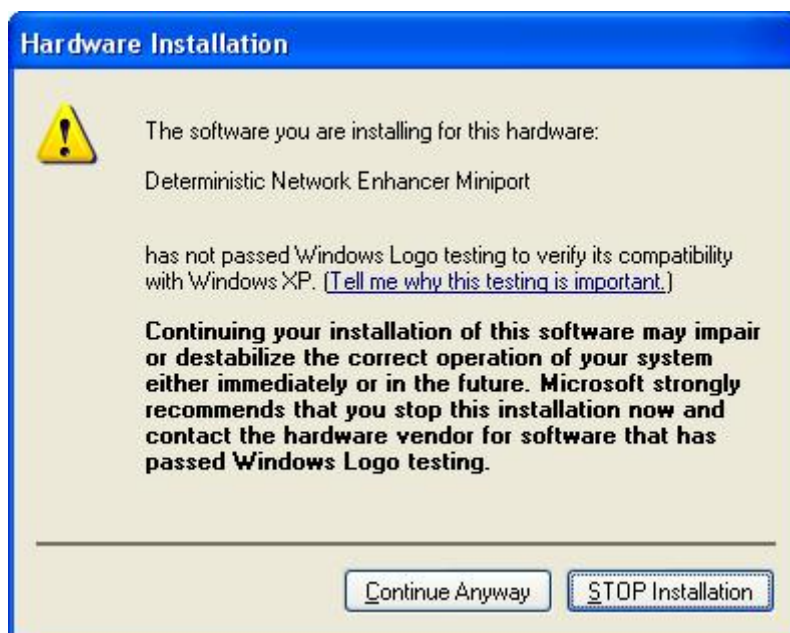 Hardware Installation
The software you are installing for this hardware:
Deterministic Network Enhancer Miniport
has not passed Windows Logo testing to verify its compatibility
with Windows XP. (Tell me why this testing is important.)
Continuing your installation of this software may impair
or destabilize the correct operation of your system
either immediately or in the future. Microsoft strongly
recommends that you stop this installation now and
contact the hardware vendor for software that has
passed Windows Logo testing.
Continue Anyway
STOP Installation